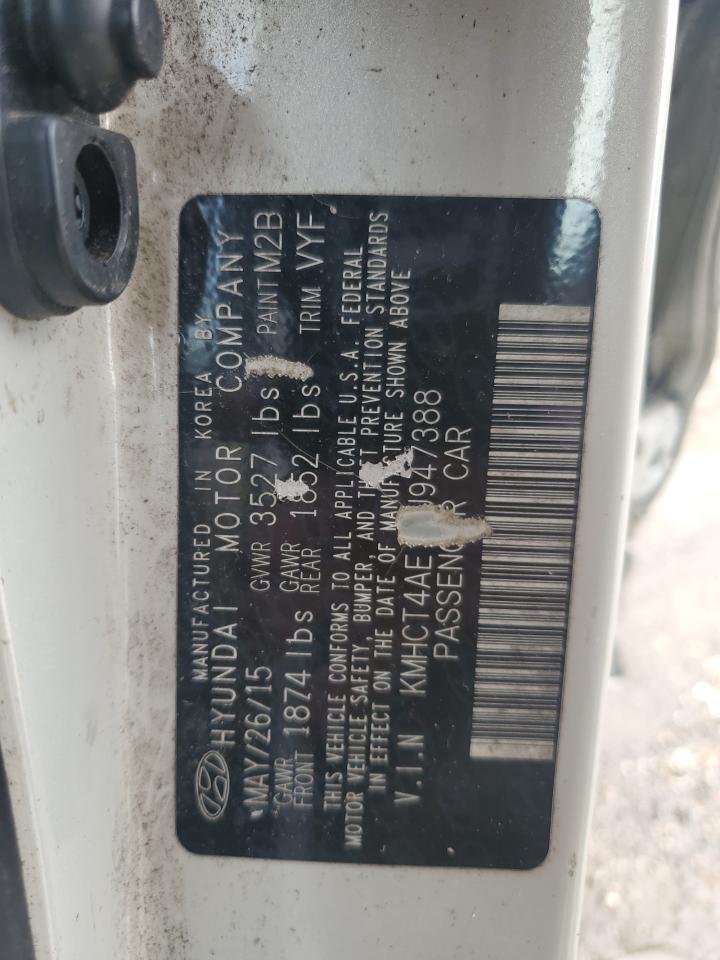 MANUFACTURED IN KOREA BY
HYUNDAI MOTOR COMPANY
MAY/26/15 GVWR 3527 lbs PAINT M2B
GAWR FRONT 1874 lbs GAWR REAR lbs TRIM VYF
THIS VEHICLE CONFORMS TO ALL APPLICABLE U.S.A. FEDERAL
MOTOR VEHICLE SAFETY, BUMPER, AND PREVENTION STANDARDS
IN EFFECT ON THE DATE OF MANUFACTURE SHOWN ABOVE
V.I.N KMHCT4AE 947388
PASSENGER CAR